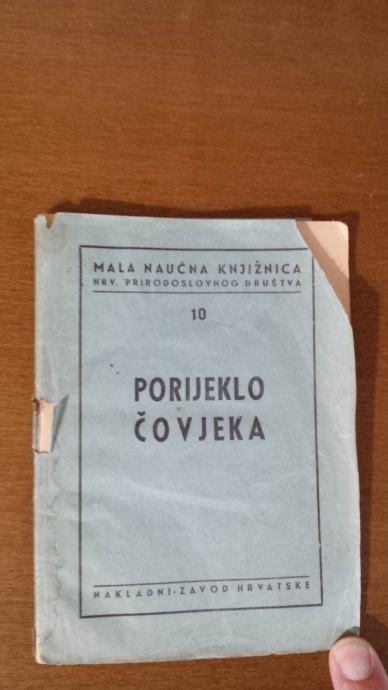 MALA NAUČNA KNJIŽNICA
HRV. PRIRODOSLOVNOG DRUŠTVA
10
PORIJEKLO
ČOVJEKA
NAKLADNI-ZAVOD HRVATSKE